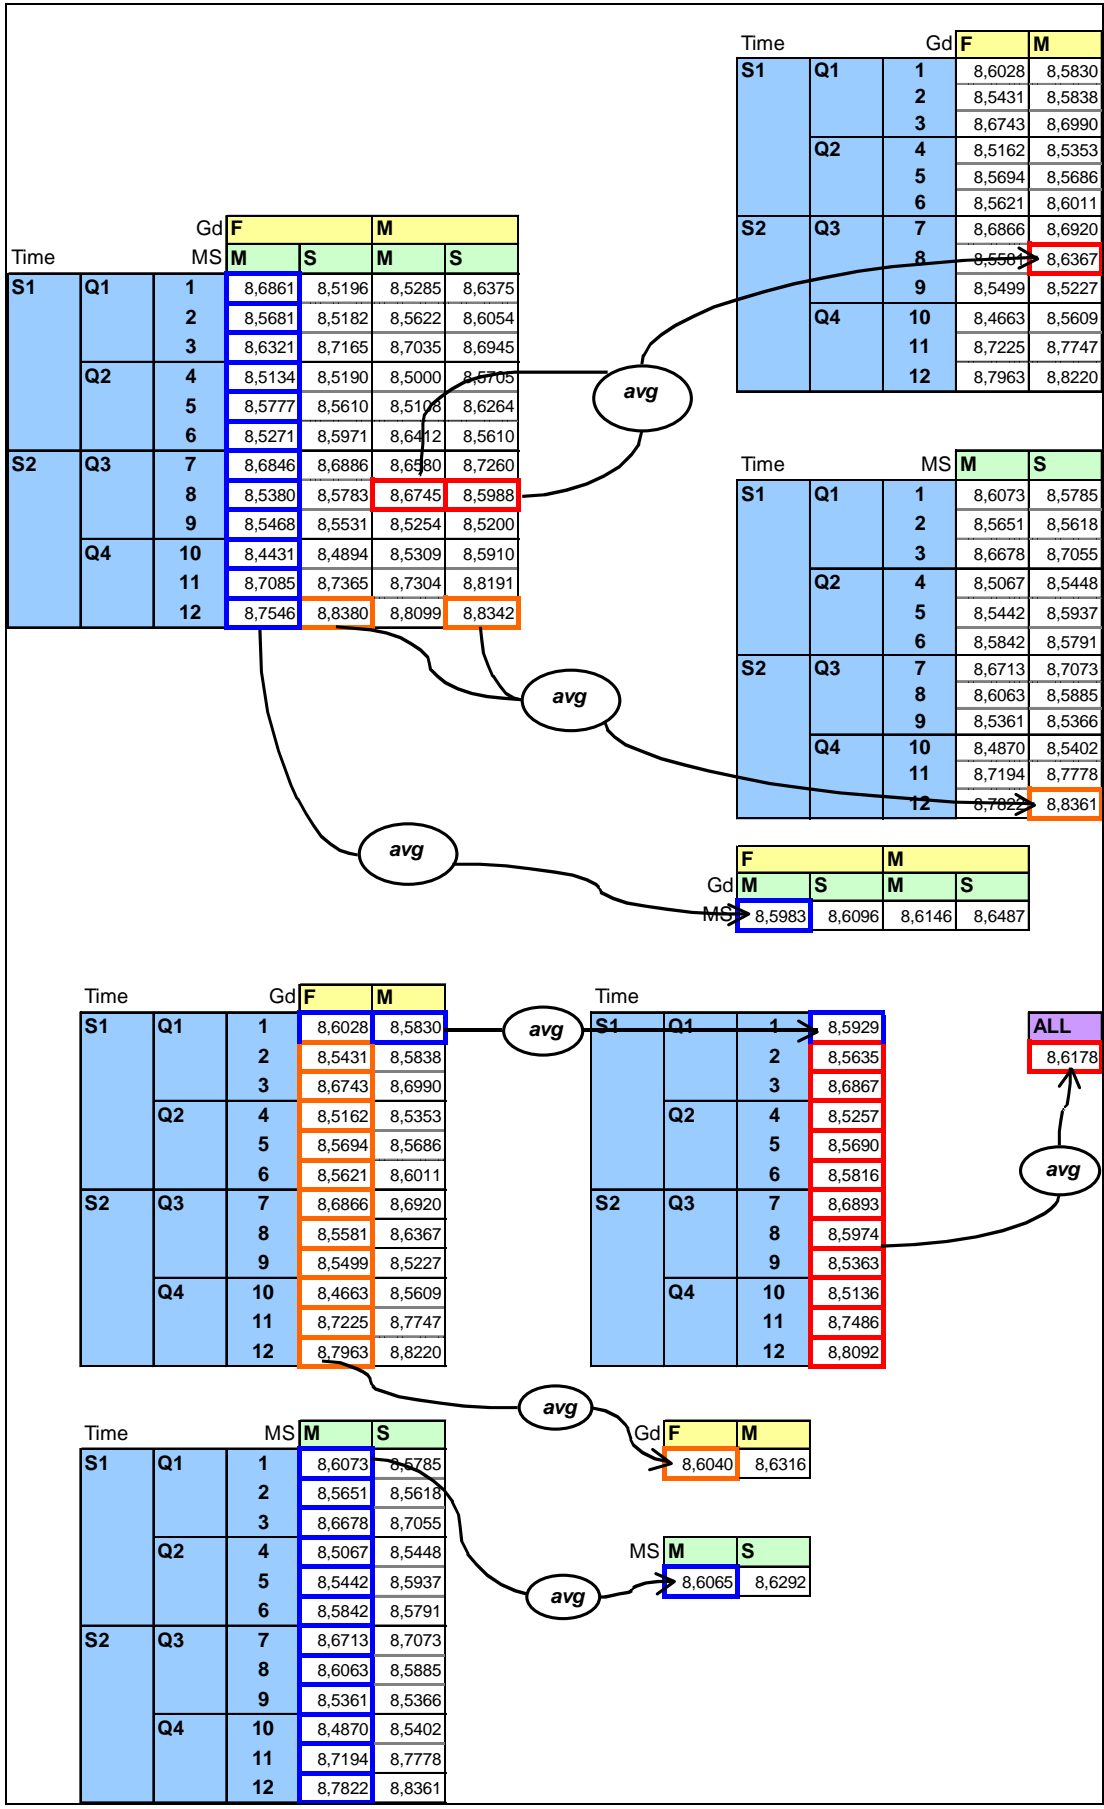 Time Gd F M
S1 Q1 1 8,6028 8,5830
2 8,5431 8,5838
3 8,6743 8,6990
Q2 4 8,5162 8,5353
5 8,5694 8,5686
6 8,5621 8,6011
S2 Q3 7 8,6866 8,6920
8 8,5581 8,6367
9 8,5499 8,5227
Q4 10 8,4663 8,5609
11 8,7225 8,7747
12 8,7963 8,8220
Gd F M
Time MS M S M S
S1 Q1 1 8,6861 8,5196 8,5285 8,6375
2 8,5681 8,5182 8,5622 8,6054
3 8,6321 8,7165 8,7035 8,6945
Q2 4 8,5134 8,5190 8,5000 8,5705
5 8,5777 8,5610 8,5108 8,6264
6 8,5271 8,5971 8,6412 8,5610
S2 Q3 7 8,6846 8,6886 8,6580 8,7260
8 8,5380 8,5783 8,6745 8,5988
9 8,5468 8,5531 8,5254 8,5200
Q4 10 8,4431 8,4894 8,5309 8,5910
11 8,7085 8,7365 8,7304 8,8191
12 8,7546 8,8380 8,8099 8,8342
avg
Time MS M S
S1 Q1 1 8,6073 8,5785
2 8,5651 8,5618
3 8,6678 8,7055
Q2 4 8,5067 8,5448
5 8,5442 8,5937
6 8,5842 8,5791
S2 Q3 7 8,6713 8,7073
8 8,6063 8,5885
9 8,5361 8,5366
Q4 10 8,4870 8,5402
11 8,7194 8,7778
12 8,7822 8,8361
avg
avg
F M
Gd M S M S
MS 8,5983 8,6096 8,6146 8,6487
Time Gd F M
S1 Q1 1 8,6028 8,5830
2 8,5431 8,5838
3 8,6743 8,6990
Q2 4 8,5162 8,5353
5 8,5694 8,5686
6 8,5621 8,6011
S2 Q3 7 8,6866 8,6920
8 8,5581 8,6367
9 8,5499 8,5227
Q4 10 8,4663 8,5609
11 8,7225 8,7747
12 8,7963 8,8220
avg
Time
S1 Q1 1 8,5929
2 8,5635
3 8,6867
Q2 4 8,5257
5 8,5690
6 8,5816
S2 Q3 7 8,6893
8 8,5974
9 8,5363
Q4 10 8,5136
11 8,7486
12 8,8092
ALL
8,6178
avg
avg
Gd F M
8,6040 8,6316
Time MS M S
S1 Q1 1 8,6073 8,5785
2 8,5651 8,5618
3 8,6678 8,7055
Q2 4 8,5067 8,5448
5 8,5442 8,5937
6 8,5842 8,5791
S2 Q3 7 8,6713 8,7073
8 8,6063 8,5885
9 8,5361 8,5366
Q4 10 8,4870 8,5402
11 8,7194 8,7778
12 8,7822 8,8361
avg
MS M S
8,6065 8,6292